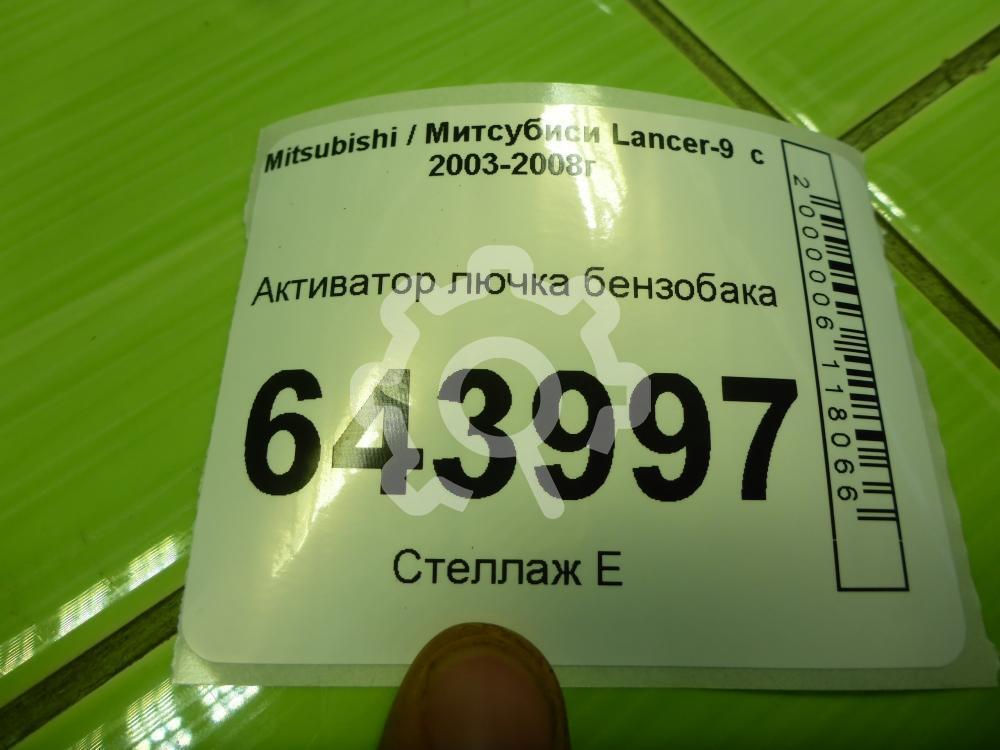 Mitsubishi / Митсубиси Lancer-9 с
2003-2008г
Активатор лючка бензобака
643997
Стеллаж Е
2000006118066